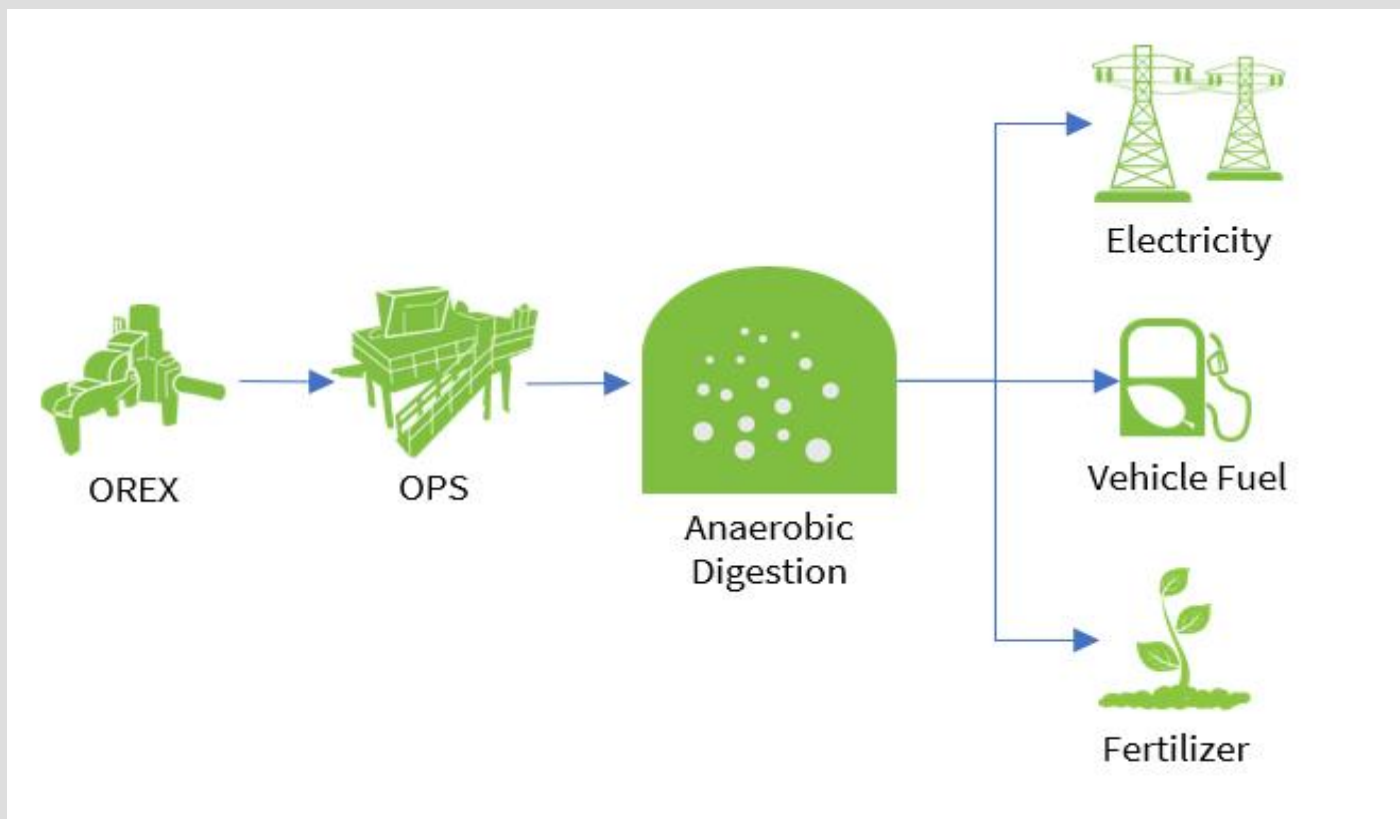 OREX
OPS
Anaerobic
Digestion
Electricity
Vehicle Fuel
Fertilizer